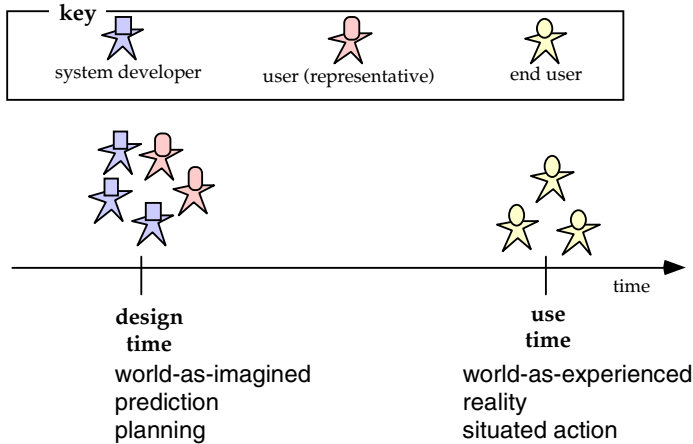 key
system developer
user (representative)
end user
time
design
time
world-as-imagined
prediction
planning
use
time
world-as-experienced
reality
situated action